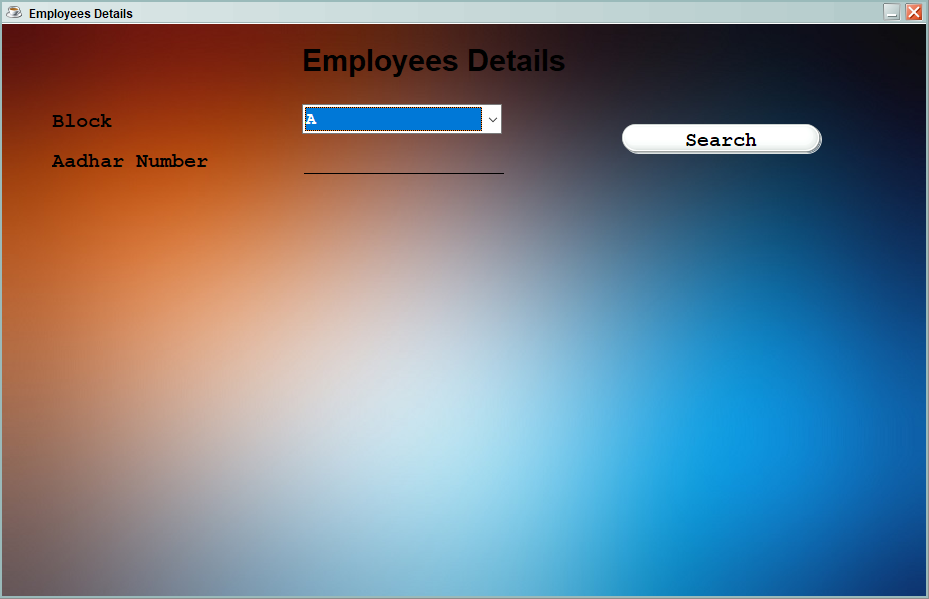 Employees Details
Employees Details
Block
A
Aadhar Number
Search